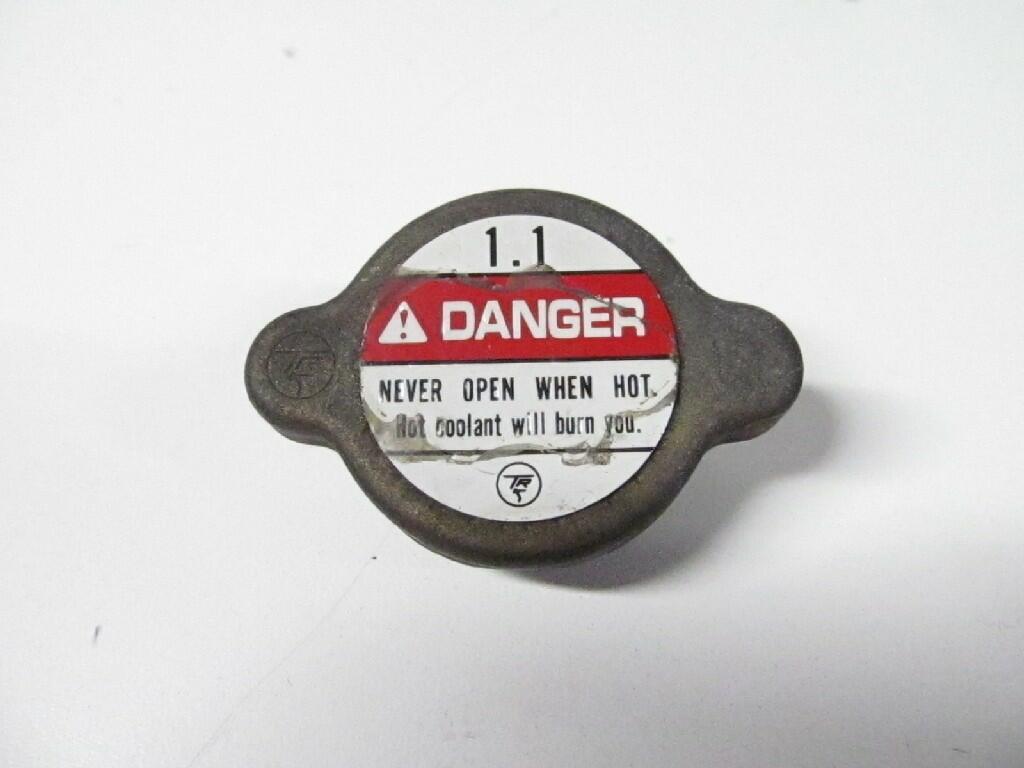 1.1
DANGER
NEVER OPEN WHEN HOT.
Hot coolant will burn you.